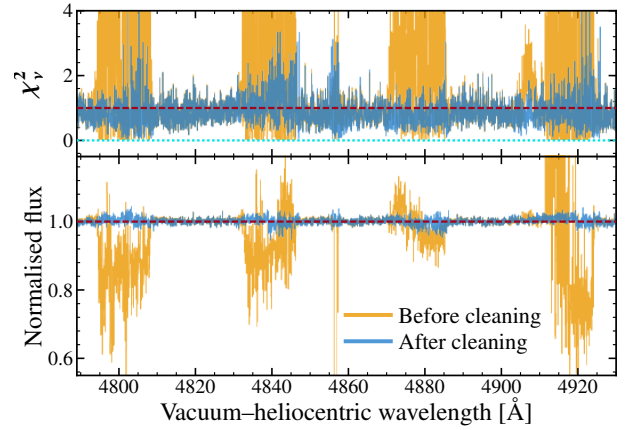 4
2
0
χ²ᵥ
1.0
0.8
0.6
Normalised flux
Before cleaning
After cleaning
4800 4820 4840 4860 4880 4900 4920
Vacuum–heliocentric wavelength [Å]